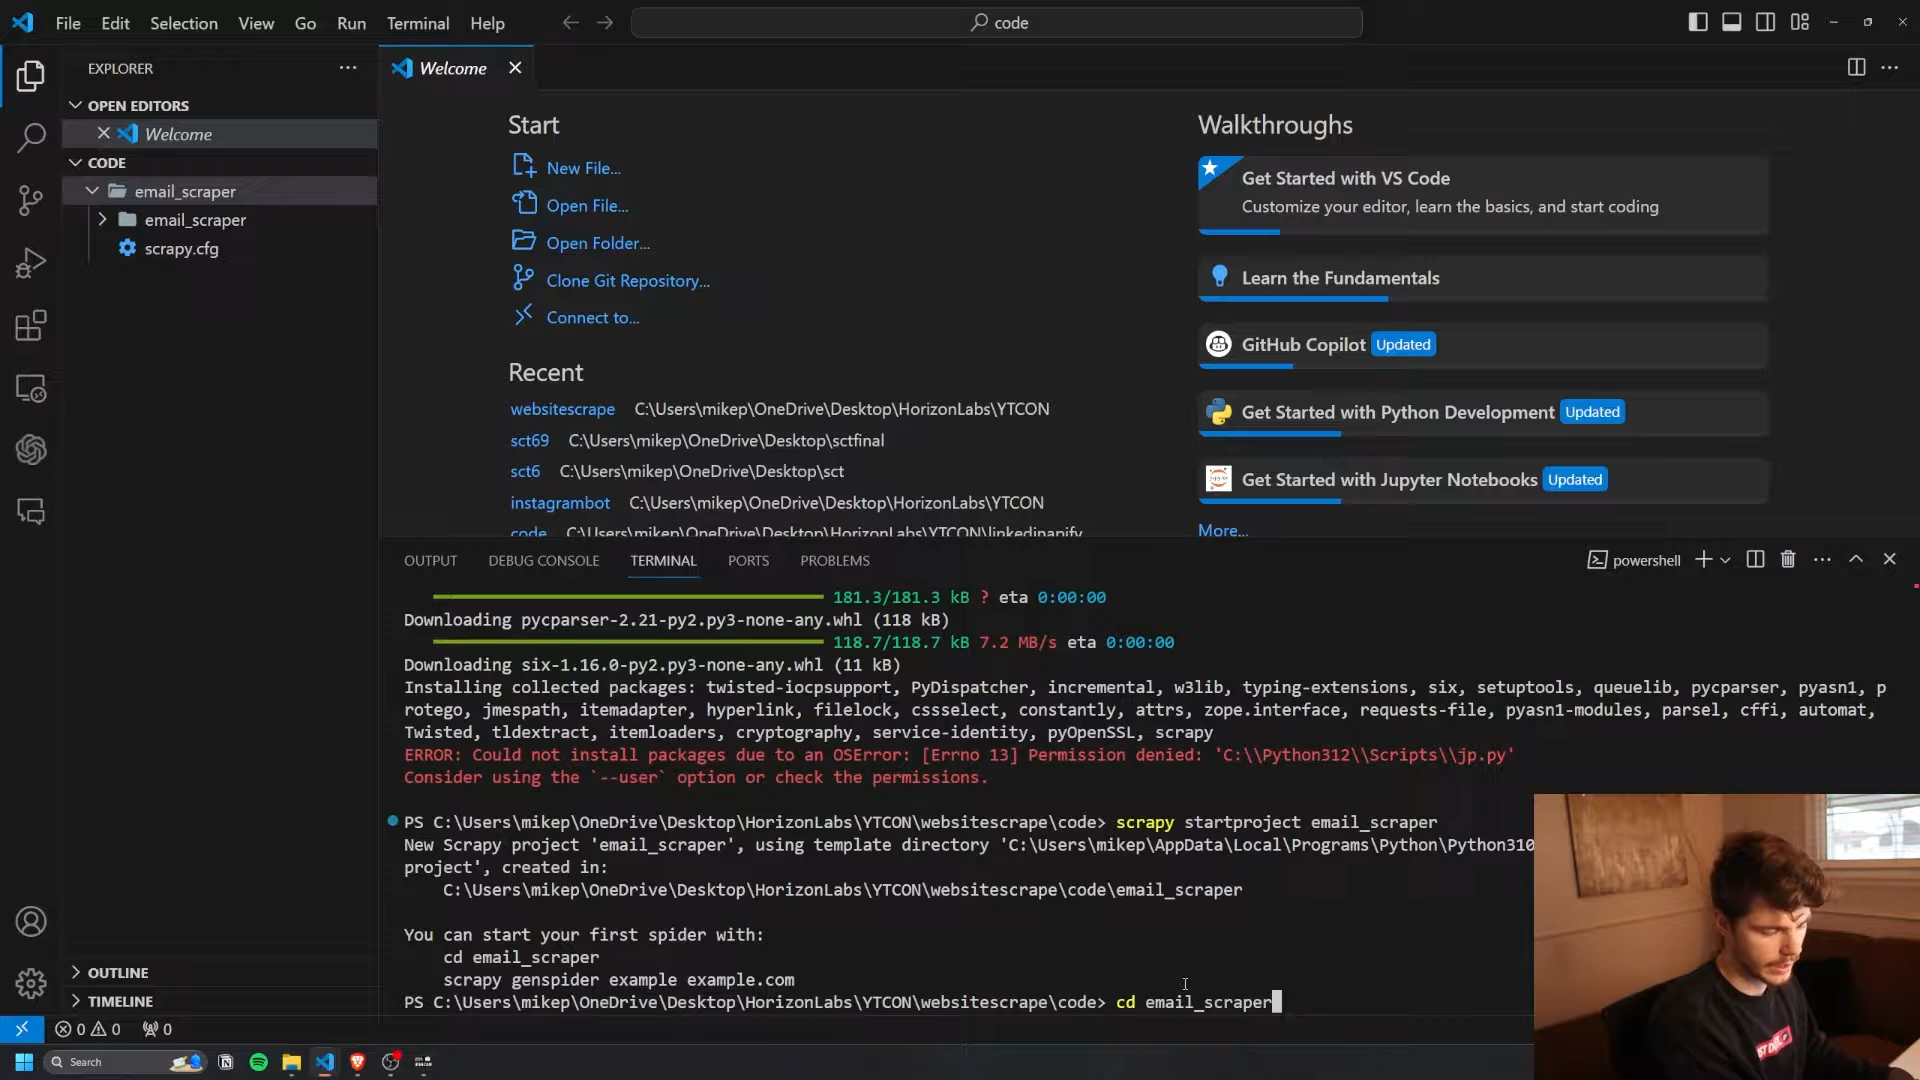 File Edit Selection View Go Run Terminal Help
code
EXPLORER
OPEN EDITORS
Welcome
CODE
email_scraper
email_scraper
scrapy.cfg
OUTLINE
TIMELINE
Welcome
Start
New File...
Open File...
Open Folder...
Clone Git Repository...
Connect to...
Recent
websitescrape C:\Users\mikep\OneDrive\Desktop\HorizonLabs\YTCON
sct69 C:\Users\mikep\OneDrive\Desktop\sctfinal
sct6 C:\Users\mikep\OneDrive\Desktop\sct
instagrambot C:\Users\mikep\OneDrive\Desktop\HorizonLabs\YTCON
code C:\Users\mikep\OneDrive\Desktop\HorizonLabs\YTCON\linkedinapify
Walkthroughs
Get Started with VS Code
Customize your editor, learn the basics, and start coding
Learn the Fundamentals
GitHub Copilot Updated
Get Started with Python Development Updated
Get Started with Jupyter Notebooks Updated
More...
OUTPUT DEBUG CONSOLE TERMINAL PORTS PROBLEMS
powershell
181.3/181.3 kB ? eta 0:00:00
Downloading pycparser-2.21-py2.py3-none-any.whl (118 kB)
118.7/118.7 kB 7.2 MB/s eta 0:00:00
Downloading six-1.16.0-py2.py3-none-any.whl (11 kB)
Installing collected packages: twisted-iocpsupport, PyDispatcher, incremental, w3lib, typing-extensions, six, setuptools, queuelib, pycparser, pyasn1, p
rotego, jmespath, itemadapter, hyperlink, filelock, cssselect, constantly, attrs, zope.interface, requests-file, pyasn1-modules, parsel, cffi, automat,
Twisted, tldextract, itemloaders, cryptography, service-identity, pyOpenSSL, scrapy
ERROR: Could not install packages due to an OSError: [Errno 13] Permission denied: 'C:\\Python312\\Scripts\\jp.py'
Consider using the `--user` option or check the permissions.
PS C:\Users\mikep\OneDrive\Desktop\HorizonLabs\YTCON\websitescrape\code> scrapy startproject email_scraper
New Scrapy project 'email_scraper', using template directory 'C:\Users\mikep\AppData\Local\Programs\Python\Python310
project', created in:
C:\Users\mikep\OneDrive\Desktop\HorizonLabs\YTCON\websitescrape\code\email_scraper
You can start your first spider with:
cd email_scraper
scrapy genspider example example.com
PS C:\Users\mikep\OneDrive\Desktop\HorizonLabs\YTCON\websitescrape\code> cd email_scraper
0 0 0
Search